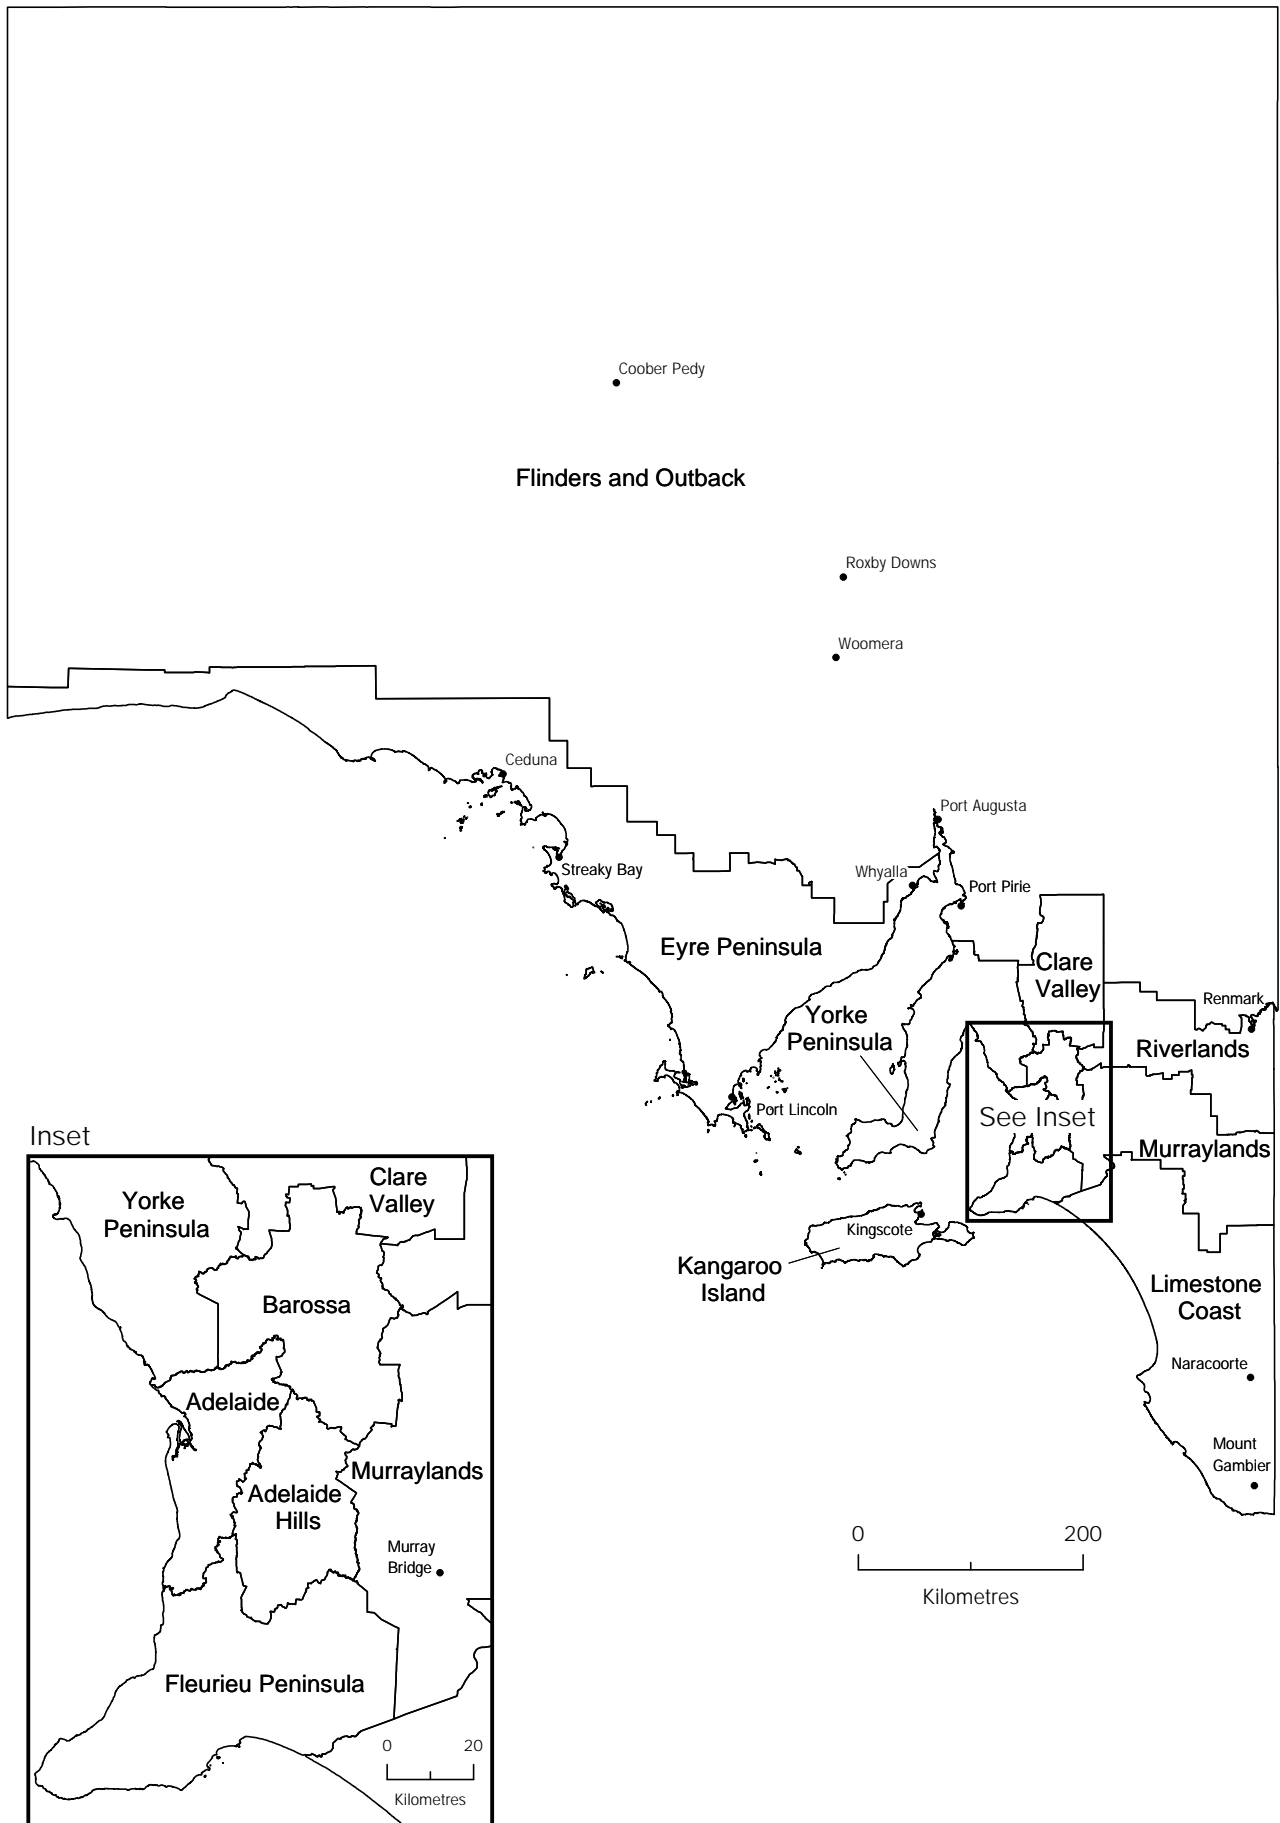 Coober Pedy
Flinders and Outback
Roxby Downs
Woomera
Ceduna
Port Augusta
Streaky Bay
Whyalla
Port Pirie
Eyre Peninsula
Clare
Valley
Renmark
Yorke
Peninsula
Riverlands
Port Lincoln
See Inset
Murraylands
Kingscote
Kangaroo
Island
Limestone
Coast
Naracoorte
Mount
Gambier
0 200
Kilometres
Inset
Clare
Valley
Yorke
Peninsula
Barossa
Adelaide
Murraylands
Adelaide
Hills
Murray
Bridge
Fleurieu Peninsula
0 20
Kilometres